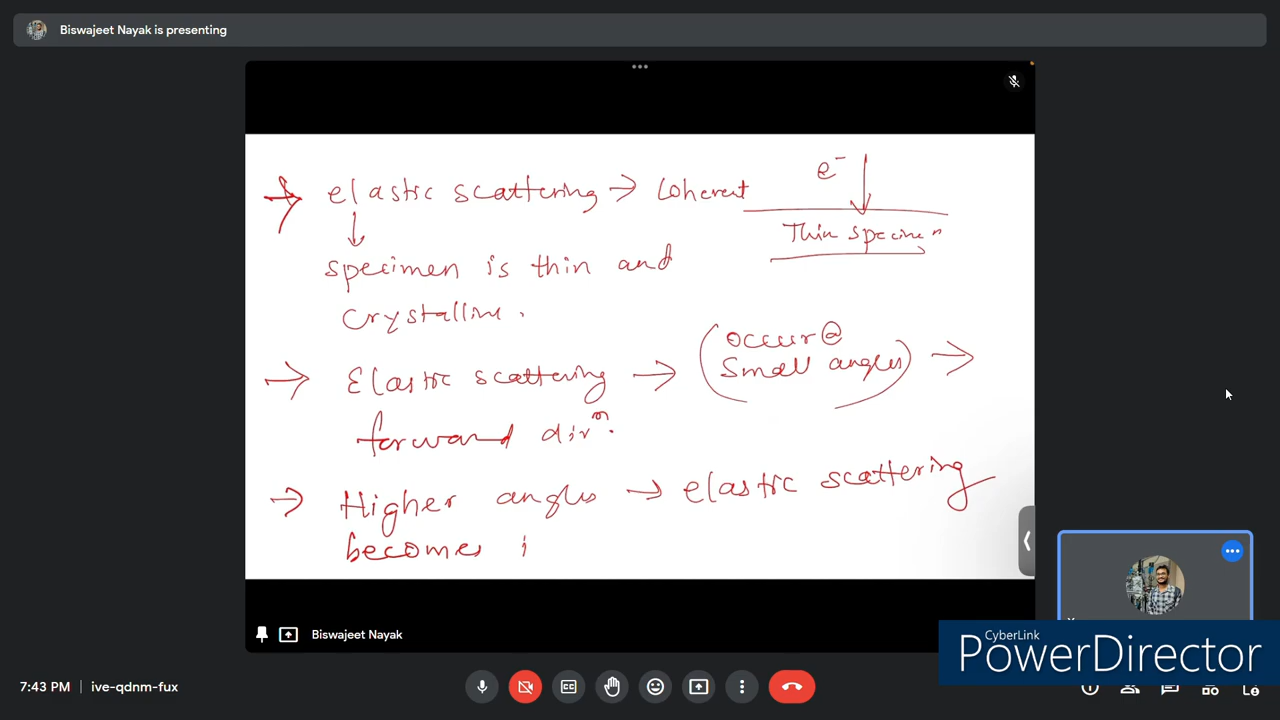 Biswajeet Nayak is presenting
elastic scattering → Coherent
e⁻
Thin specimen
specimen is thin and
crystalline.
Elastic scattering → (occur @
small angles) →
forward dirⁿ.
→ Higher angles → elastic scattering
becomes i
Biswajeet Nayak
CyberLink
PowerDirector
7:43 PM | ive-qdnm-fux